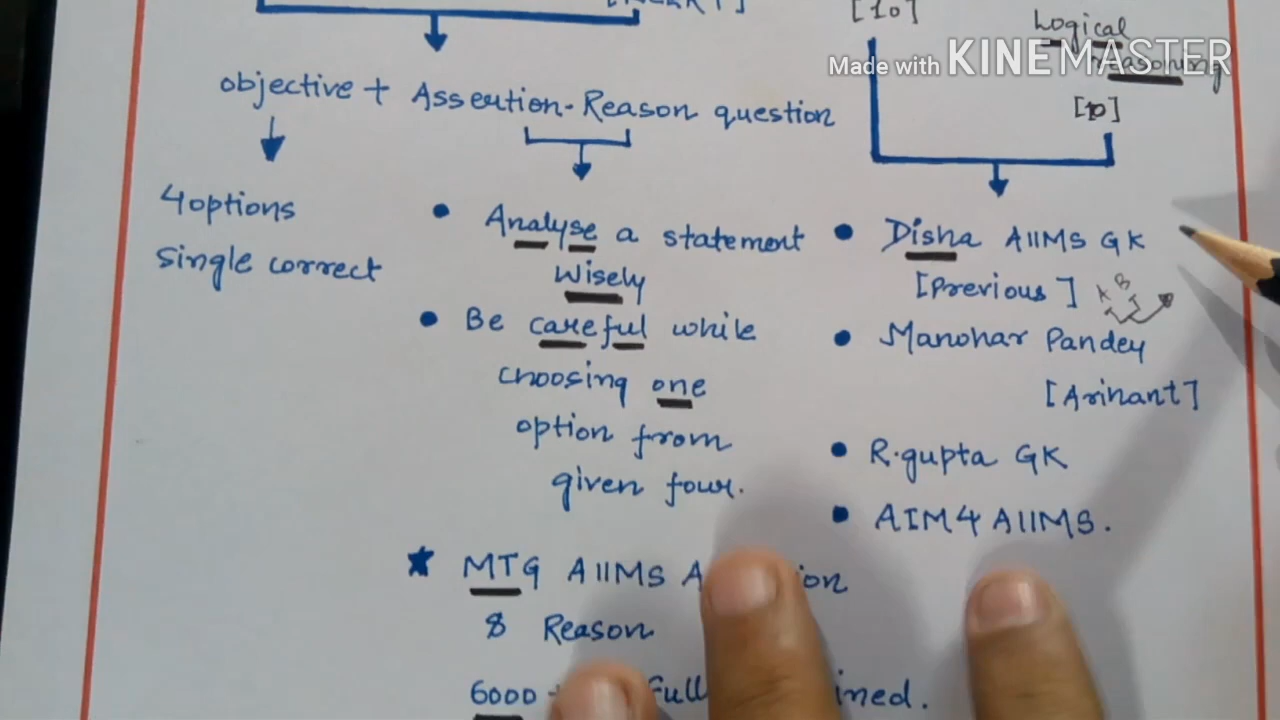 [10]
Logical
Made with KINEMASTER
Reasoning
[10]
objective + Assertion-Reason question
4options
single correct
• Analyse a statement
Wisely
• Be careful while
choosing one
option from
given four.
• Disha AIIMS GK
[Previous]
A B
• Manohar Pandey
[Arihant]
• R.gupta GK
• AIM4 AIIMS.
★ MTG AIIMS
& Reason
6000